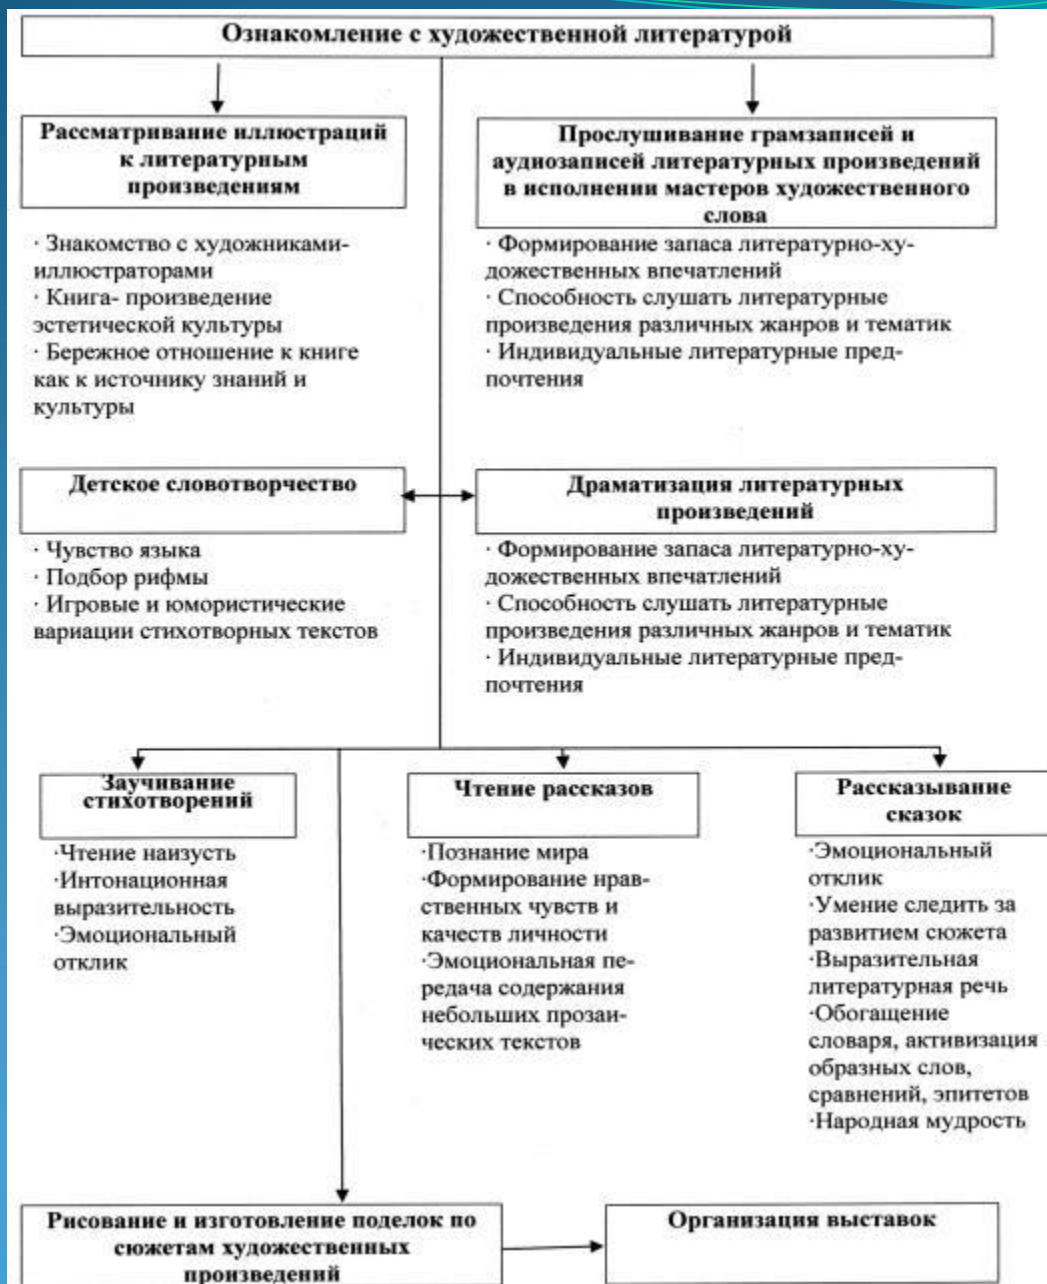 Ознакомление с художественной литературой
Рассматривание иллюстраций
к литературным
произведениям
Прослушивание грамзаписей и
аудиозаписей литературных произведений
в исполнении мастеров художественного
слова
· Знакомство с художниками-
иллюстраторами
· Книга- произведение
эстетической культуры
· Бережное отношение к книге
как к источнику знаний и
культуры
· Формирование запаса литературно-ху-
дожественных впечатлений
· Способность слушать литературные
произведения различных жанров и тематик
· Индивидуальные литературные пред-
почтения
Детское словотворчество
Драматизация литературных
произведений
· Чувство языка
· Подбор рифмы
· Игровые и юмористические
вариации стихотворных текстов
· Формирование запаса литературно-ху-
дожественных впечатлений
· Способность слушать литературные
произведения различных жанров и тематик
· Индивидуальные литературные пред-
почтения
Заучивание
стихотворений
Чтение рассказов
Рассказывание
сказок
·Чтение наизусть
·Интонационная
выразительность
·Эмоциональный
отклик
·Познание мира
·Формирование нрав-
ственных чувств и
качеств личности
·Эмоциональная пе-
редача содержания
небольших прозаи-
ческих текстов
·Эмоциональный
отклик
·Умение следить за
развитием сюжета
·Выразительная
литературная речь
·Обогащение
словаря, активизация
образных слов,
сравнений, эпитетов
·Народная мудрость
Рисование и изготовление поделок по
сюжетам художественных
произведений
Организация выставок